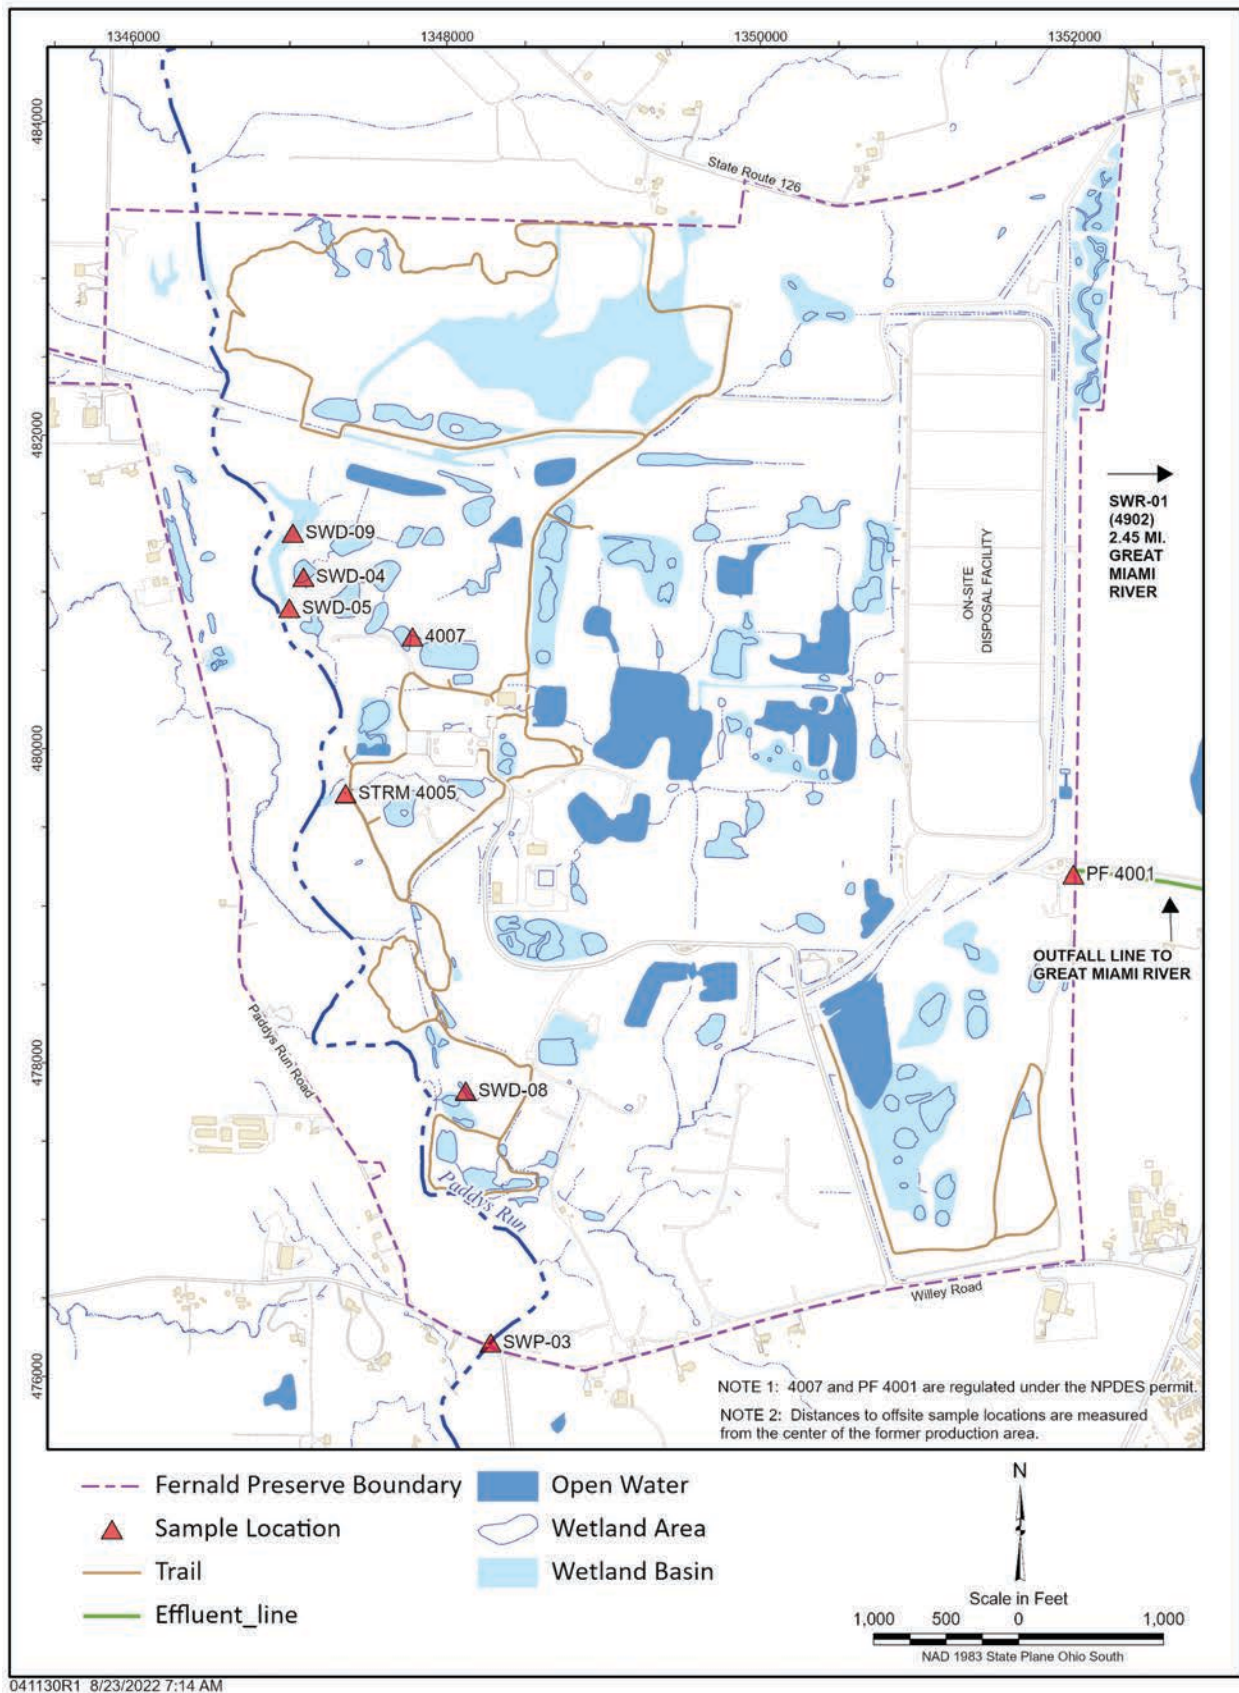 1346000
1348000
1350000
1352000
484000
482000
480000
478000
476000
State Route 126
SWR-01
(4902)
2.45 MI.
GREAT
MIAMI
RIVER
SWD-09
SWD-04
SWD-05
4007
ON-SITE
DISPOSAL FACILITY
STRM 4005
PF 4001
OUTFALL LINE TO
GREAT MIAMI RIVER
Paddys Run Road
SWD-08
Paddys Run
Willey Road
SWP-03
NOTE 1: 4007 and PF 4001 are regulated under the NPDES permit.
NOTE 2: Distances to offsite sample locations are measured
from the center of the former production area.
Fernald Preserve Boundary
Sample Location
Trail
Effluent_line
Open Water
Wetland Area
Wetland Basin
N
Scale in Feet
1,000 500 0 1,000
NAD 1983 State Plane Ohio South
041130R1 8/23/2022 7:14 AM